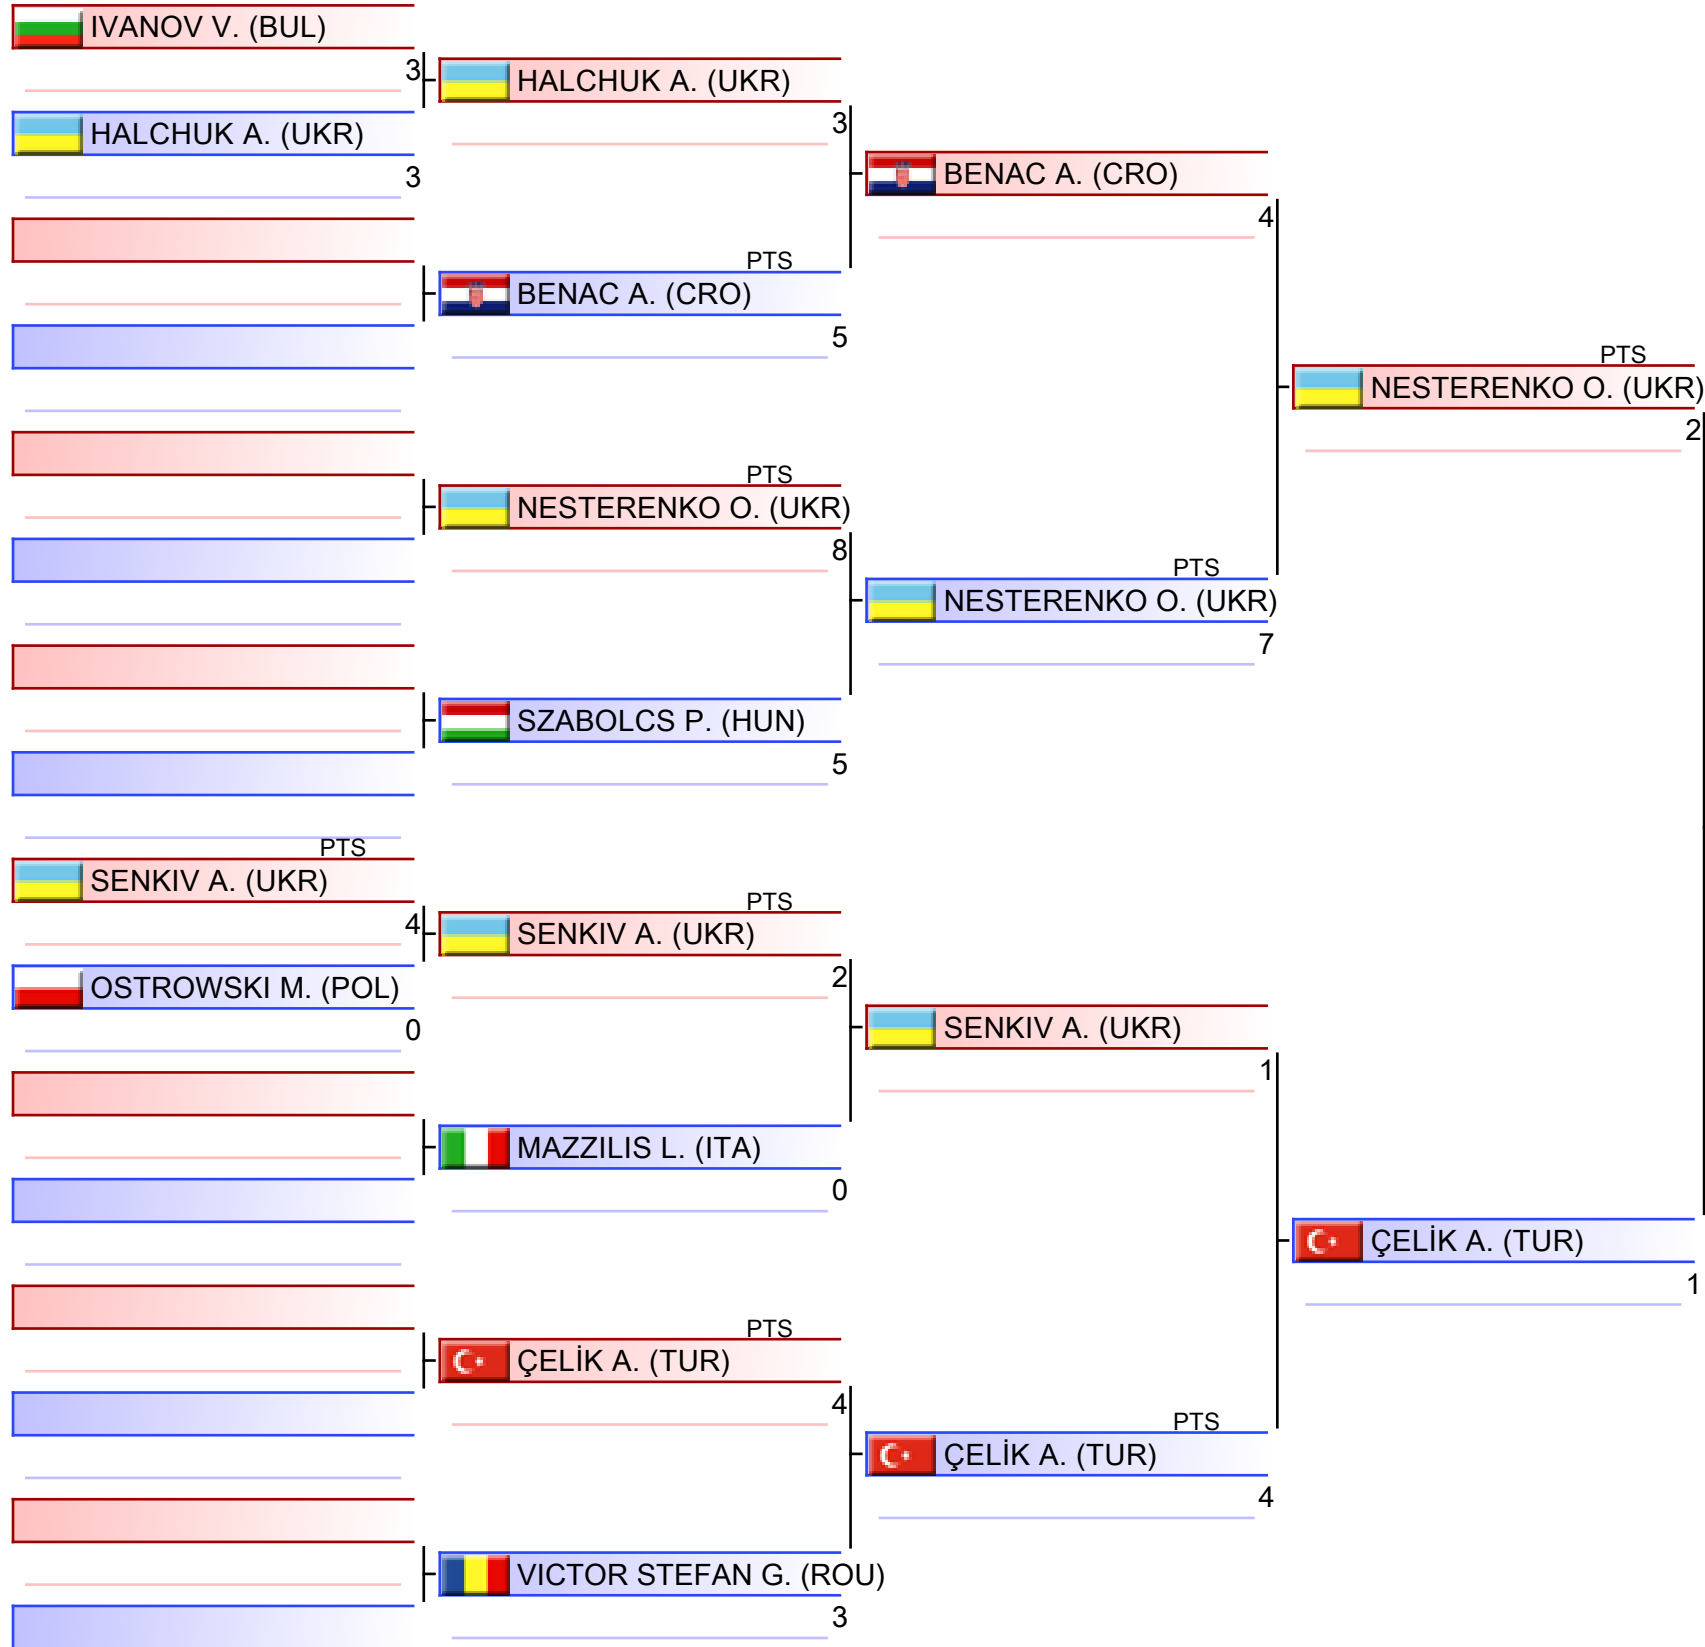 IVANOV V. (BUL)
3
HALCHUK A. (UKR)
3
HALCHUK A. (UKR)
3
PTS
BENAC A. (CRO)
5
BENAC A. (CRO)
4
PTS
NESTERENKO O. (UKR)
8
SZABOLCS P. (HUN)
5
PTS
NESTERENKO O. (UKR)
7
PTS
NESTERENKO O. (UKR)
2
PTS
SENKIV A. (UKR)
4
OSTROWSKI M. (POL)
0
PTS
SENKIV A. (UKR)
2
MAZZILIS L. (ITA)
0
SENKIV A. (UKR)
1
PTS
ÇELİK A. (TUR)
4
VICTOR STEFAN G. (ROU)
3
PTS
ÇELİK A. (TUR)
4
ÇELİK A. (TUR)
1